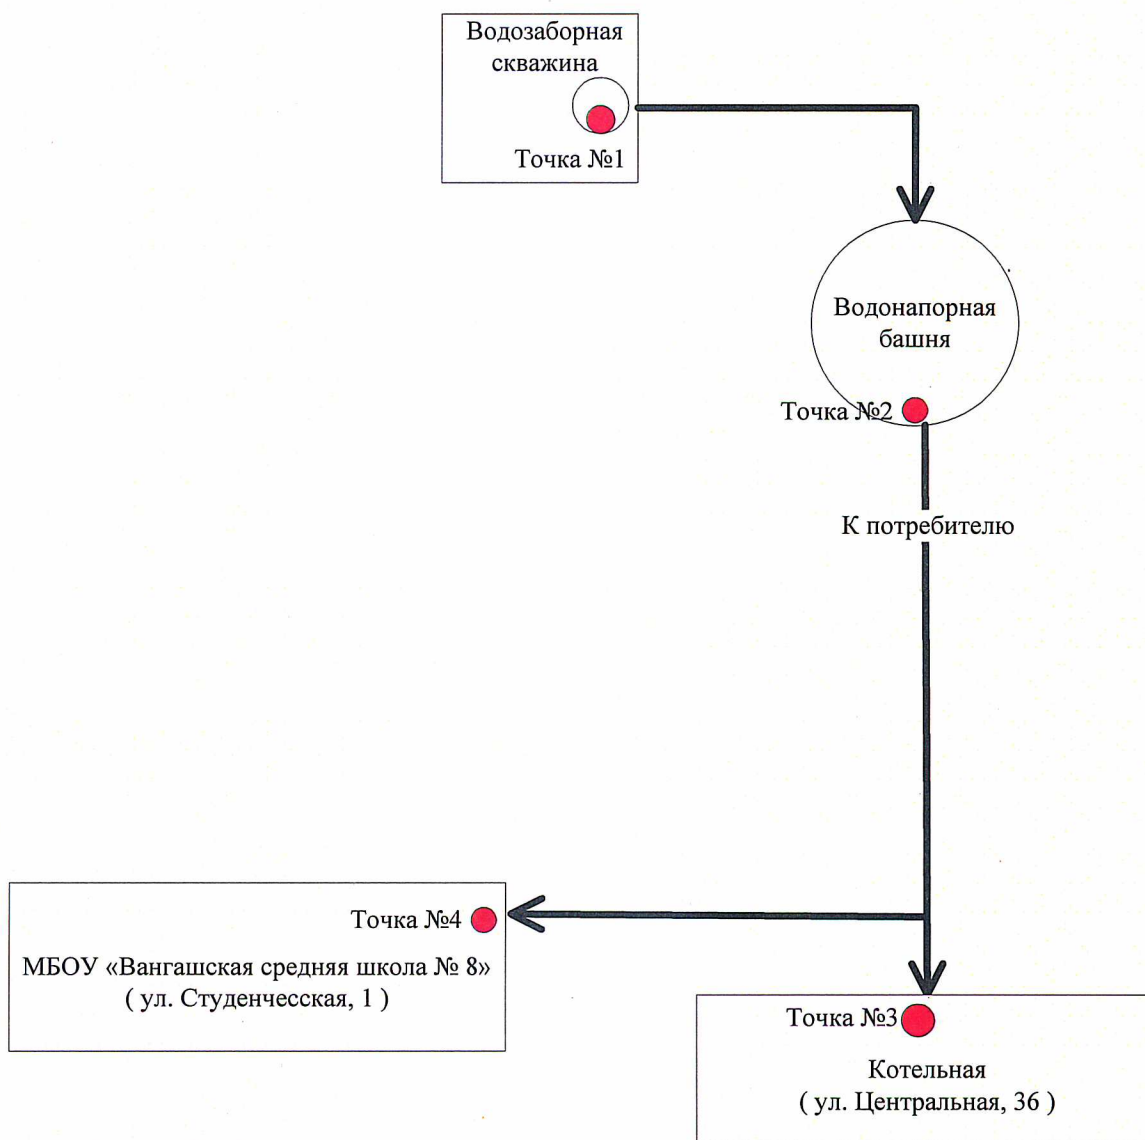 Водозаборная
скважина
Точка №1
Водонапорная
башня
Точка №2
К потребителю
Точка №4
МБОУ «Вангашская средняя школа № 8»
( ул. Студенчесская, 1 )
Точка №3
Котельная
( ул. Центральная, 36 )